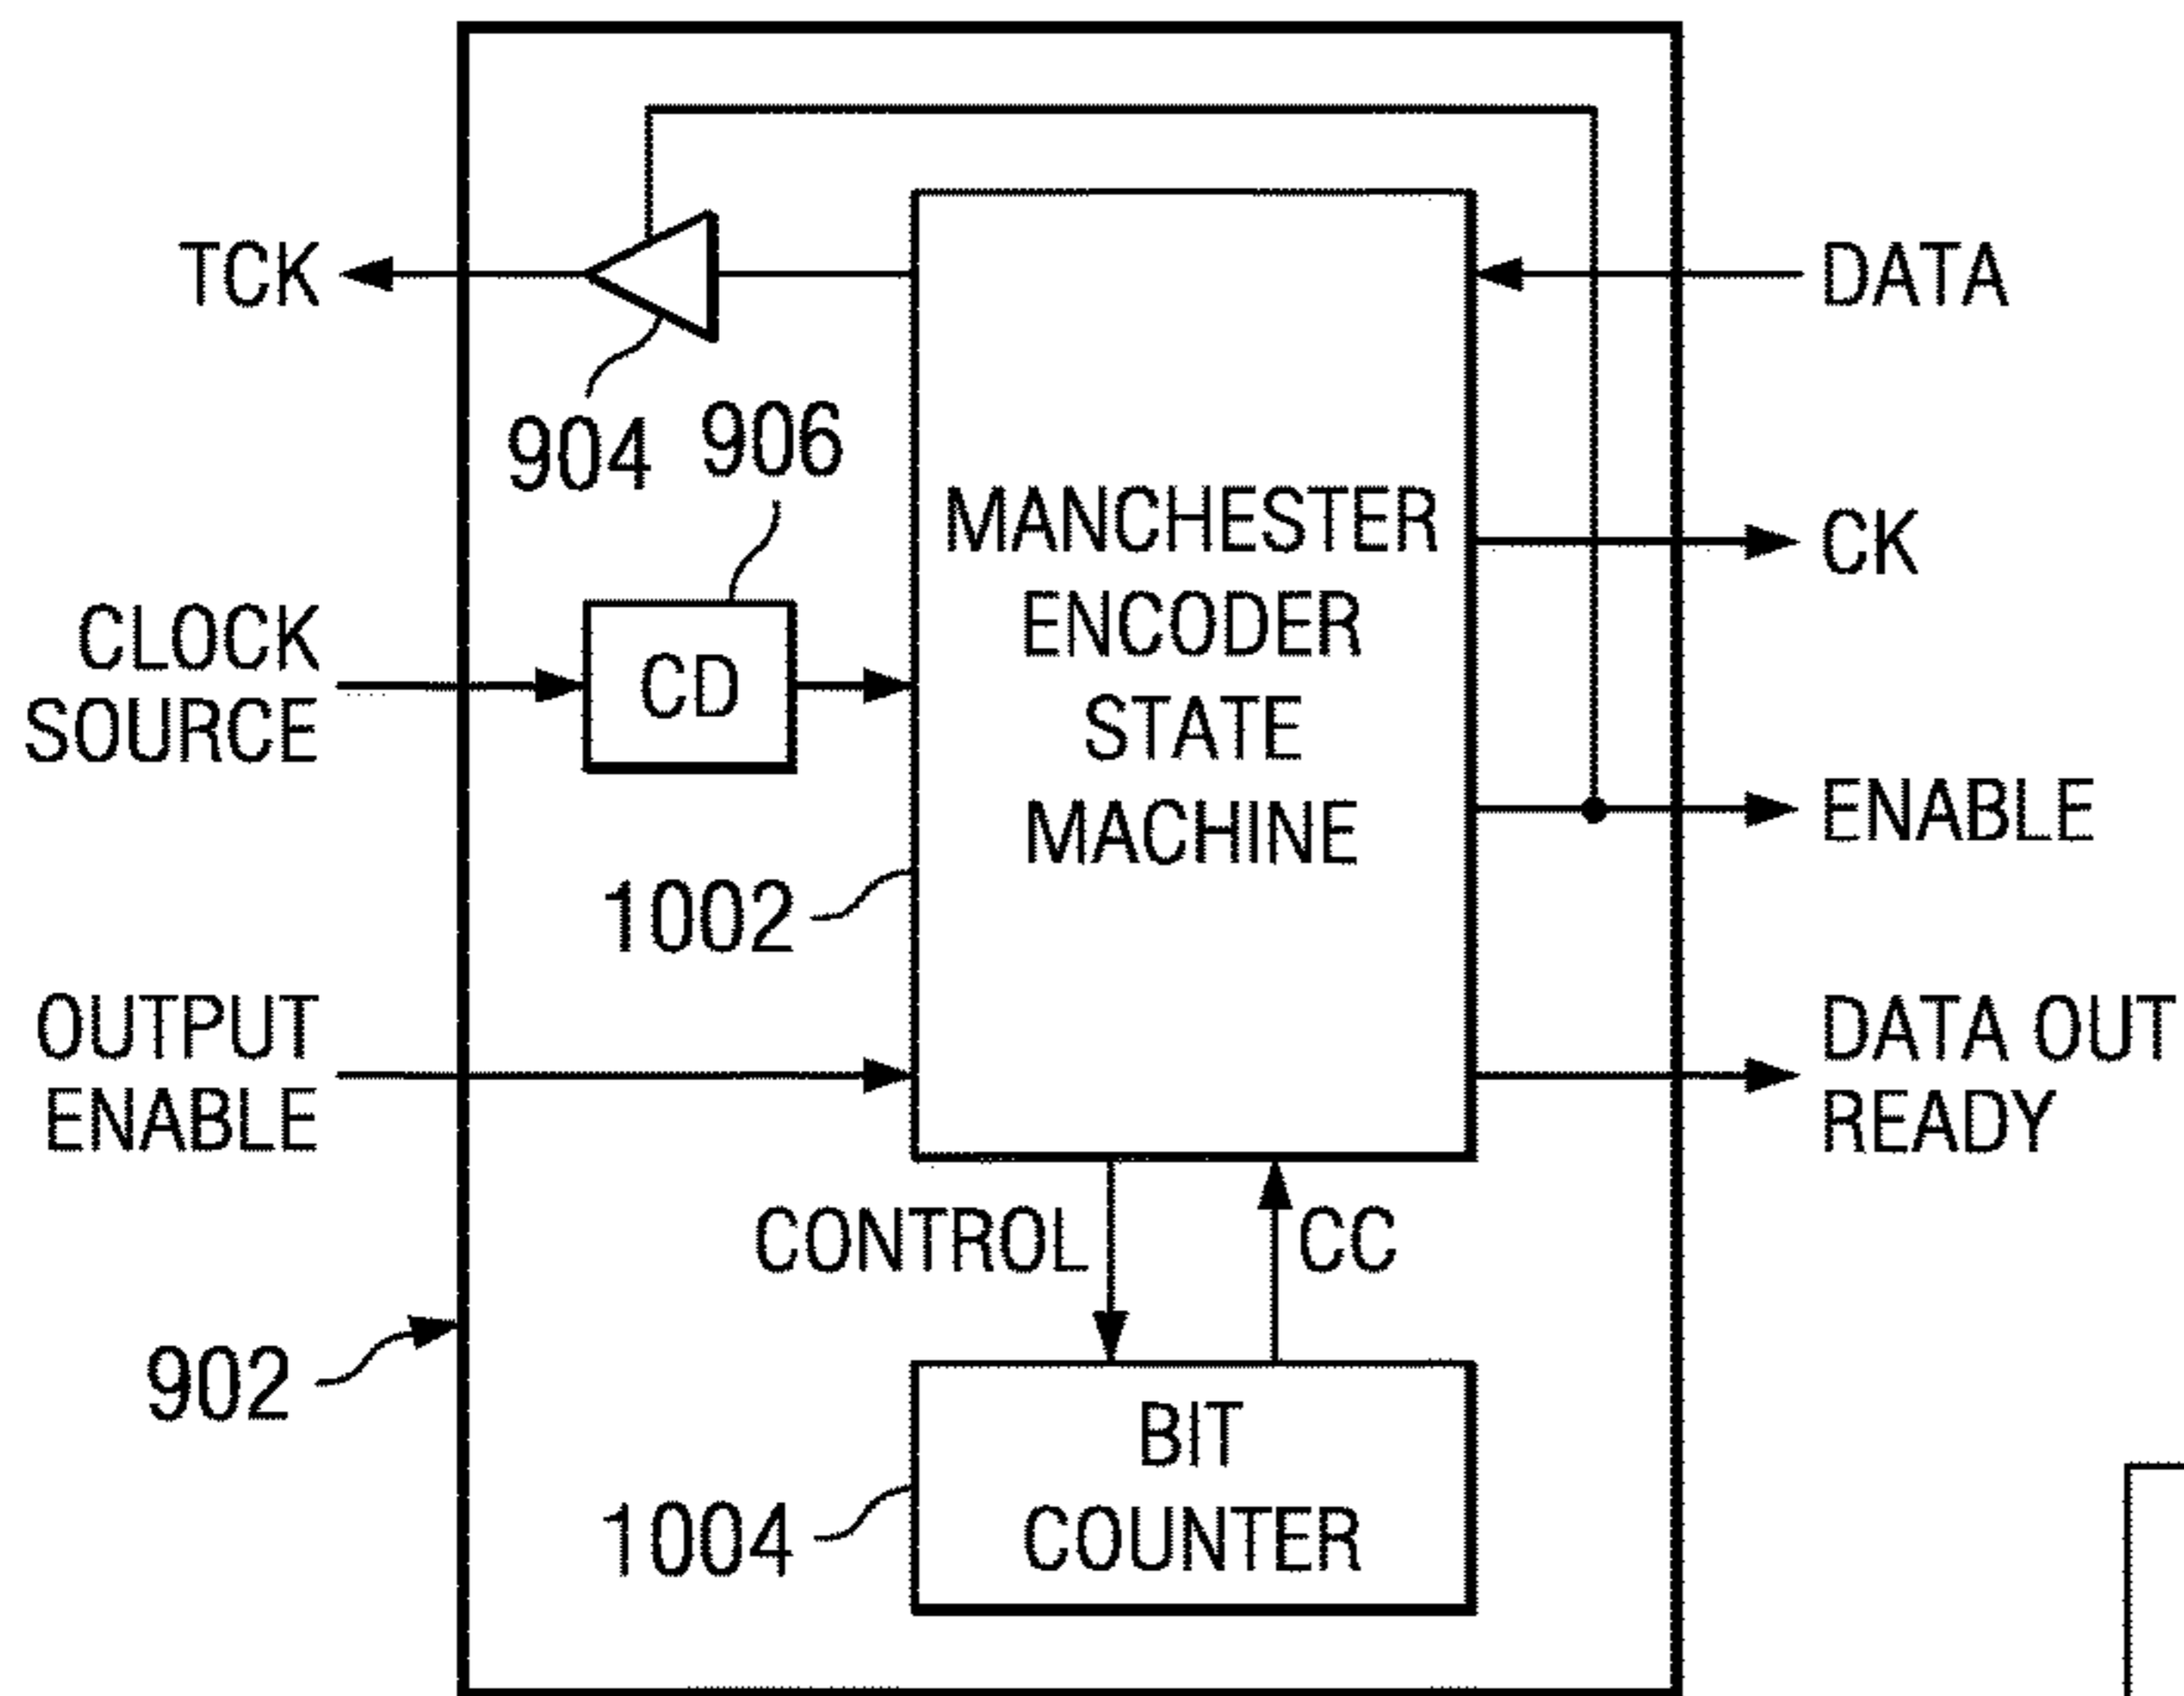 TCK
DATA
904
906
MANCHESTER
ENCODER
STATE
MACHINE
CK
CLOCK
SOURCE
CD
ENABLE
1002
OUTPUT
ENABLE
DATA OUT
READY
CONTROL
CC
902
BIT
COUNTER
1004